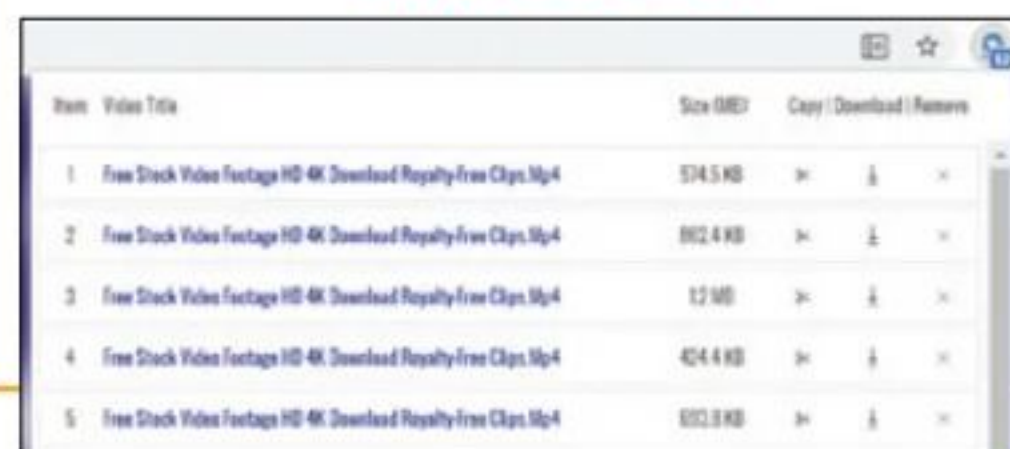 Item Video Title Size (MB) Copy | Download | Remove
1 Free Stock Video Footage HD 4K Download Royalty-Free Clips.Mp4 574.5 KB
2 Free Stock Video Footage HD 4K Download Royalty-Free Clips.Mp4 862.4 KB
3 Free Stock Video Footage HD 4K Download Royalty-Free Clips.Mp4 1.2 MB
4 Free Stock Video Footage HD 4K Download Royalty-Free Clips.Mp4 424.4 KB
5 Free Stock Video Footage HD 4K Download Royalty-Free Clips.Mp4 KB